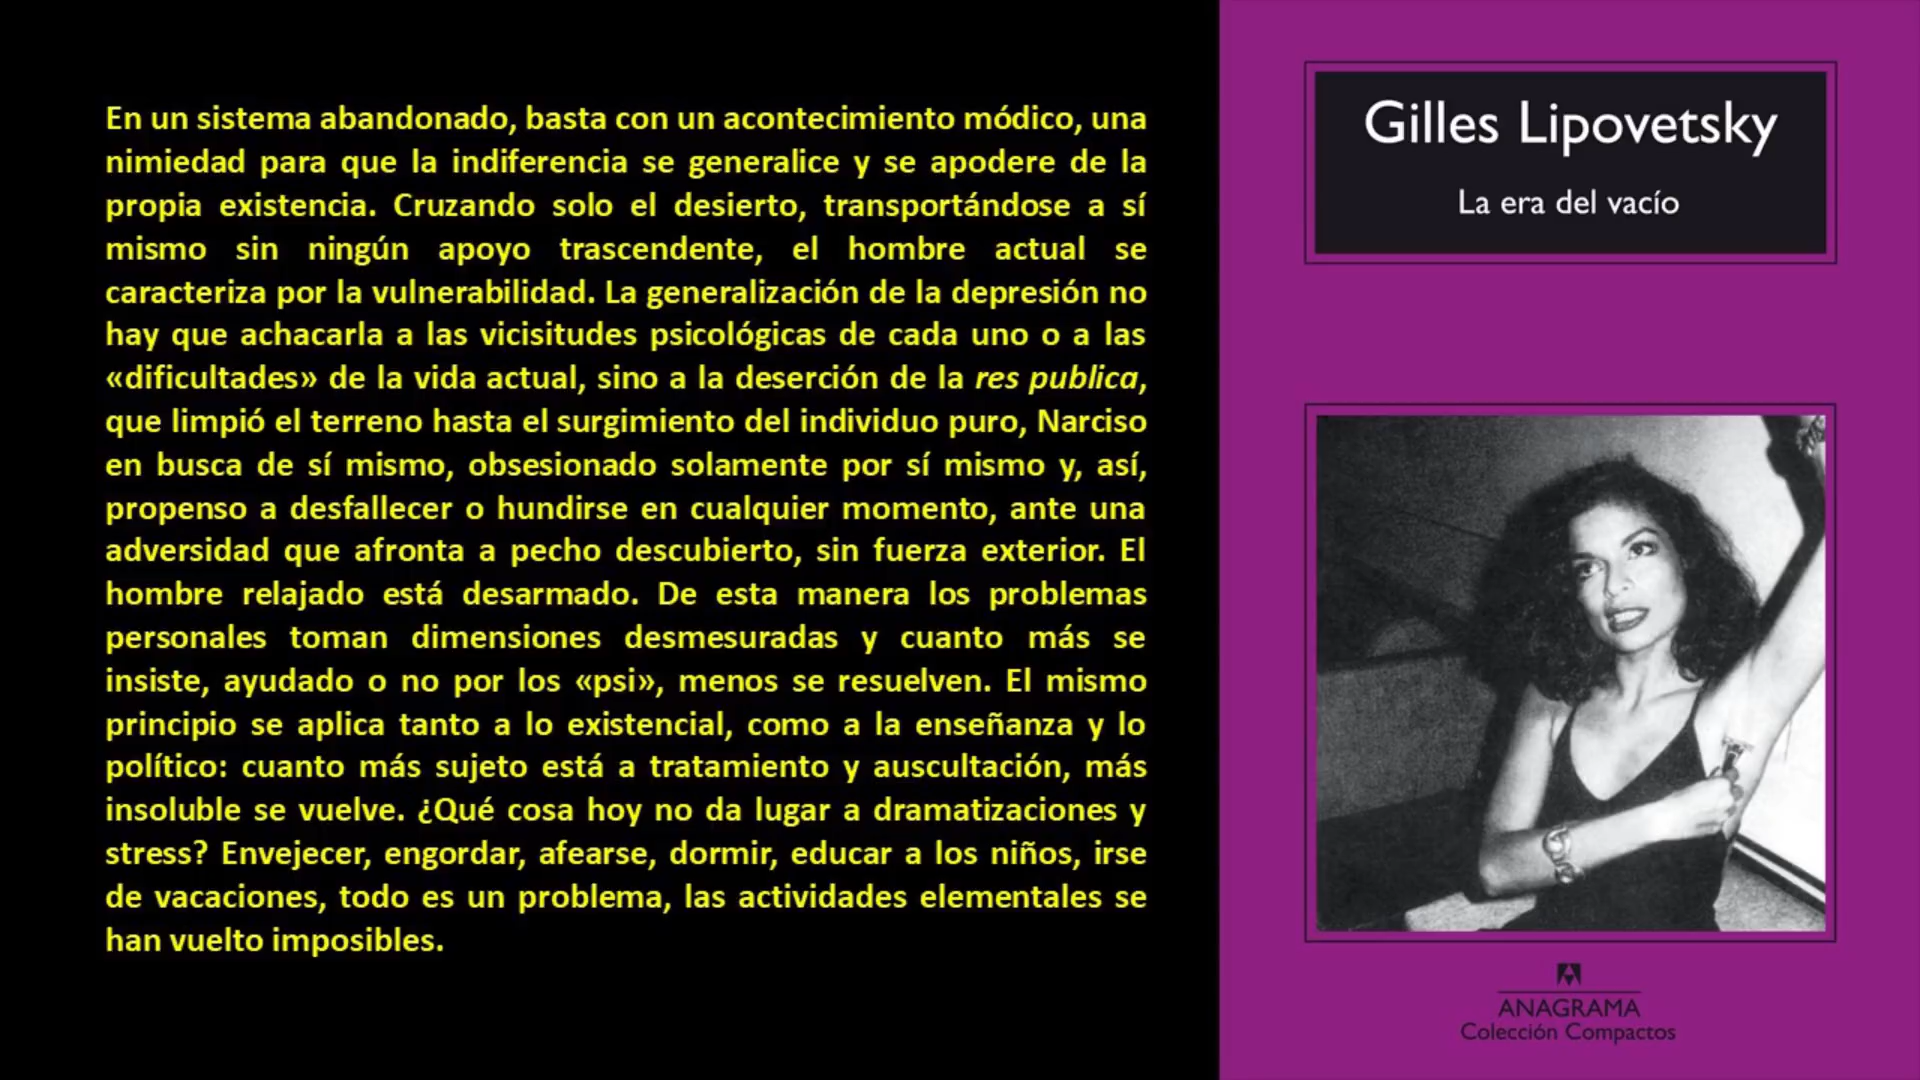 En un sistema abandonado, basta con un acontecimiento módico, una
nimiedad para que la indiferencia se generalice y se apodere de la
propia existencia. Cruzando solo el desierto, transportándose a sí
mismo sin ningún apoyo trascendente, el hombre actual se
caracteriza por la vulnerabilidad. La generalización de la depresión no
hay que achacarla a las vicisitudes psicológicas de cada uno o a las
«dificultades» de la vida actual, sino a la deserción de la res publica,
que limpió el terreno hasta el surgimiento del individuo puro, Narciso
en busca de sí mismo, obsesionado solamente por sí mismo y, así,
propenso a desfallecer o hundirse en cualquier momento, ante una
adversidad que afronta a pecho descubierto, sin fuerza exterior. El
hombre relajado está desarmado. De esta manera los problemas
personales toman dimensiones desmesuradas y cuanto más se
insiste, ayudado o no por los «psi», menos se resuelven. El mismo
principio se aplica tanto a lo existencial, como a la enseñanza y lo
político: cuanto más sujeto está a tratamiento y auscultación, más
insoluble se vuelve. ¿Qué cosa hoy no da lugar a dramatizaciones y
stress? Envejecer, engordar, afearse, dormir, educar a los niños, irse
de vacaciones, todo es un problema, las actividades elementales se
han vuelto imposibles.
Gilles Lipovetsky
La era del vacío
ANAGRAMA
Colección Compactos